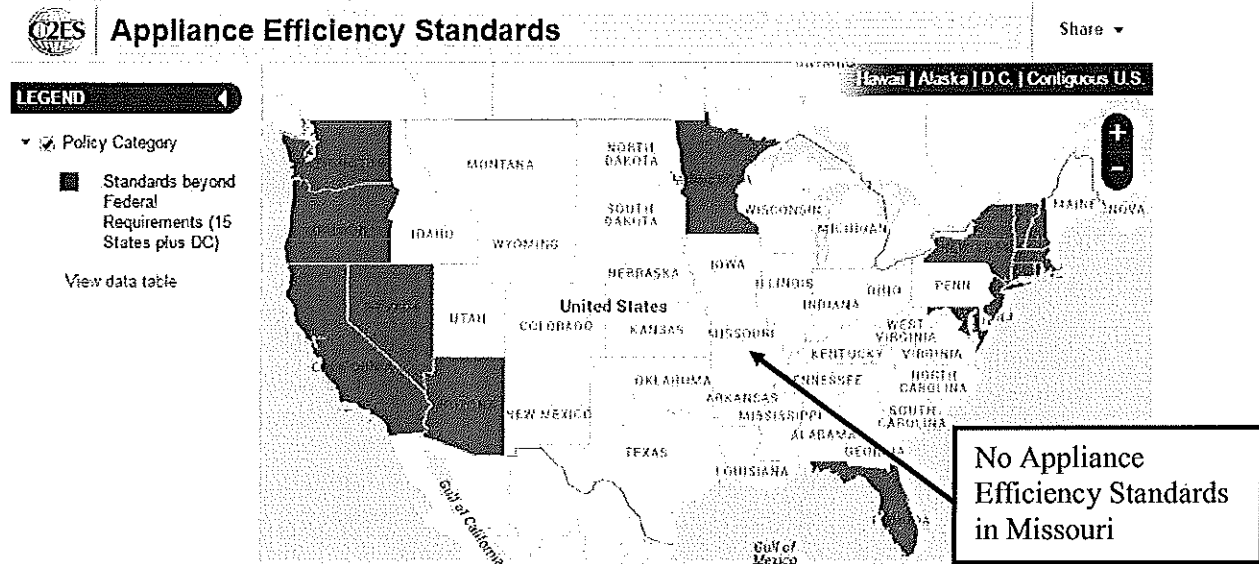 C2ES
Appliance Efficiency Standards
Share
Hawaii | Alaska | D.C. | Contiguous U.S.
LEGEND
Policy Category
Standards beyond
Federal
Requirements (15
States plus DC)
View data table
+
-
MONTANA
NORTH
DAKOTA
SOUTH
DAKOTA
WISCONSIN
MICHIGAN
MAINE
NOVA
IDAHO
WYOMING
IOWA
NEBRASKA
ILLINOIS
INDIANA
OHIO
PENN
United States
UTAH
COLORADO
KANSAS
MISSOURI
WEST
VIRGINIA
KENTUCKY
VIRGINIA
OKLAHOMA
TENNESSEE
NORTH
CAROLINA
ARKANSAS
NEW MEXICO
MISSISSIPPI
SOUTH
CAROLINA
ALABAMA
GEORGIA
TEXAS
LOUISIANA
Gulf of California
Gulf of
Mexico
No Appliance
Efficiency Standards
in Missouri